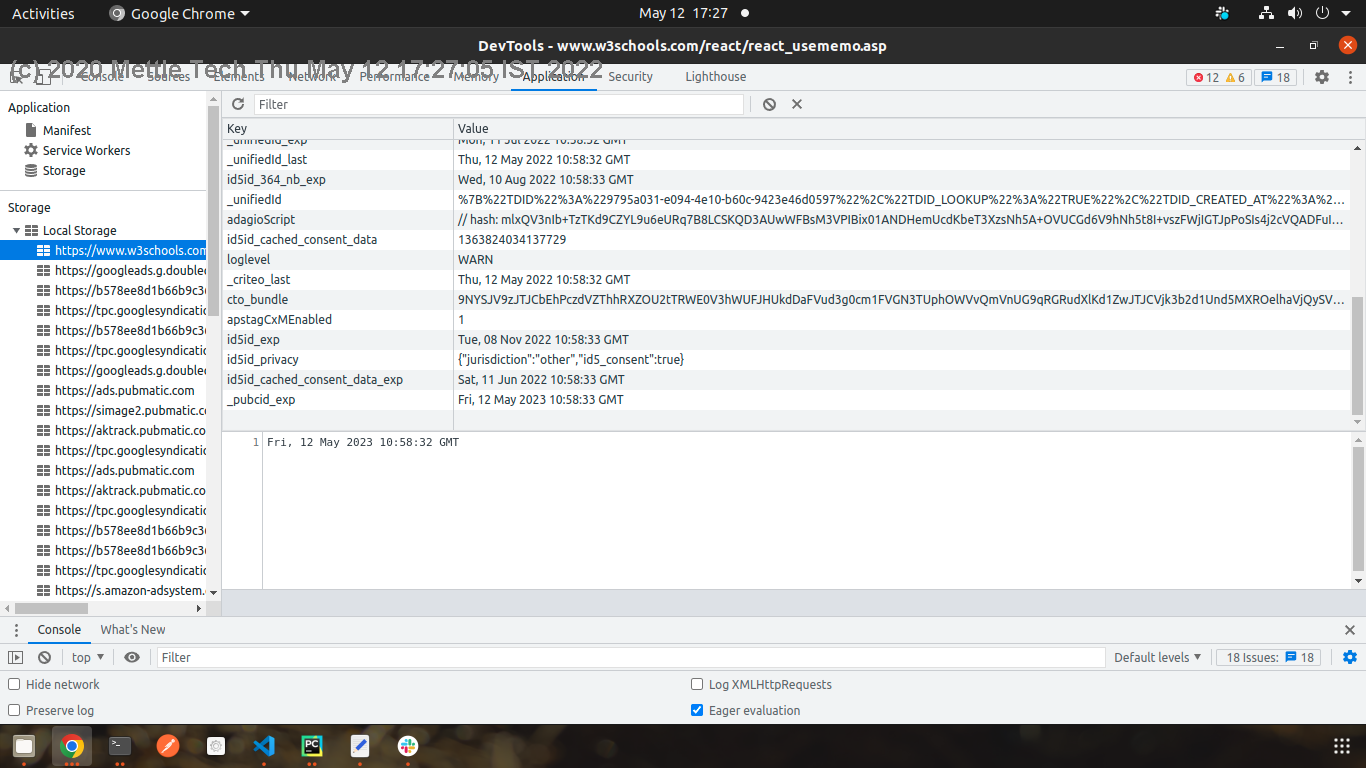 Activities Google Chrome May 12 17:27
DevTools - www.w3schools.com/react/react_usememo.asp
(c) 2020 Mettle Tech Thu May 12 17:27:05 IST 2022
Console Sources Elements Network Performance Memory Application Security Lighthouse 12 6 18
Application
Manifest
Service Workers
Storage
Storage
Local Storage
https://www.w3schools.com
https://googleads.g.doublec
https://b578ee8d1b66b9c3
https://tpc.googlesyndicatio
https://b578ee8d1b66b9c3
https://tpc.googlesyndicatio
https://googleads.g.doublec
https://ads.pubmatic.com
https://simage2.pubmatic.co
https://aktrack.pubmatic.co
https://tpc.googlesyndicatio
https://ads.pubmatic.com
https://aktrack.pubmatic.co
https://tpc.googlesyndicatio
https://b578ee8d1b66b9c3
https://b578ee8d1b66b9c3
https://tpc.googlesyndicatio
https://s.amazon-adsystem.
Filter
Key Value
_unifiedId_exp Mon, 11 Jul 2022 10:58:32 GMT
_unifiedId_last Thu, 12 May 2022 10:58:32 GMT
id5id_364_nb_exp Wed, 10 Aug 2022 10:58:33 GMT
_unifiedId %7B%22TDID%22%3A%229795a031-e094-4e10-b60c-9423e46d0597%22%2C%22TDID_LOOKUP%22%3A%22TRUE%22%2C%22TDID_CREATED_AT%22%3A%2...
adagioScript // hash:
id5id_cached_consent_data 1363824034137729
loglevel WARN
_criteo_last Thu, 12 May 2022 10:58:32 GMT
cto_bundle
apstagCxMEnabled 1
id5id_exp Tue, 08 Nov 2022 10:58:33 GMT
id5id_privacy {"jurisdiction":"other","id5_consent":true}
id5id_cached_consent_data_exp Sat, 11 Jun 2022 10:58:33 GMT
_pubcid_exp Fri, 12 May 2023 10:58:33 GMT
1 Fri, 12 May 2023 10:58:32 GMT
Console What's New
top Filter Default levels 18 Issues: 18
Hide network Log XMLHttpRequests
Preserve log Eager evaluation